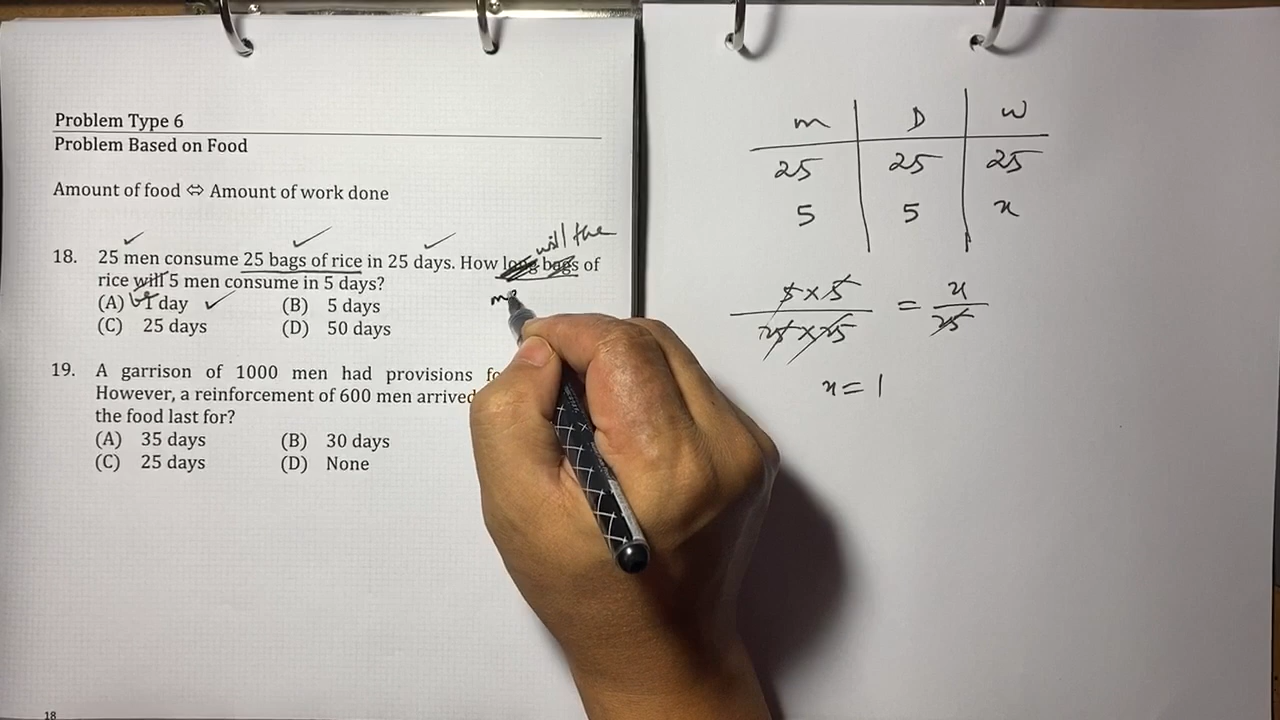 Problem Type 6
Problem Based on Food
Amount of food ⇔ Amount of work done
will the
18. 25 men consume 25 bags of rice in 25 days. How long bags of
rice will 5 men consume in 5 days?
be
(A) 1 day (B) 5 days
(C) 25 days (D) 50 days
19. A garrison of 1000 men had provisions
However, a reinforcement of 600 men arrived
the food last for?
(A) 35 days (B) 30 days
(C) 25 days (D) None
18
m D W
25 25 25
5 5 x
5 x 5 / 25 x 25 = x / 25
x = 1